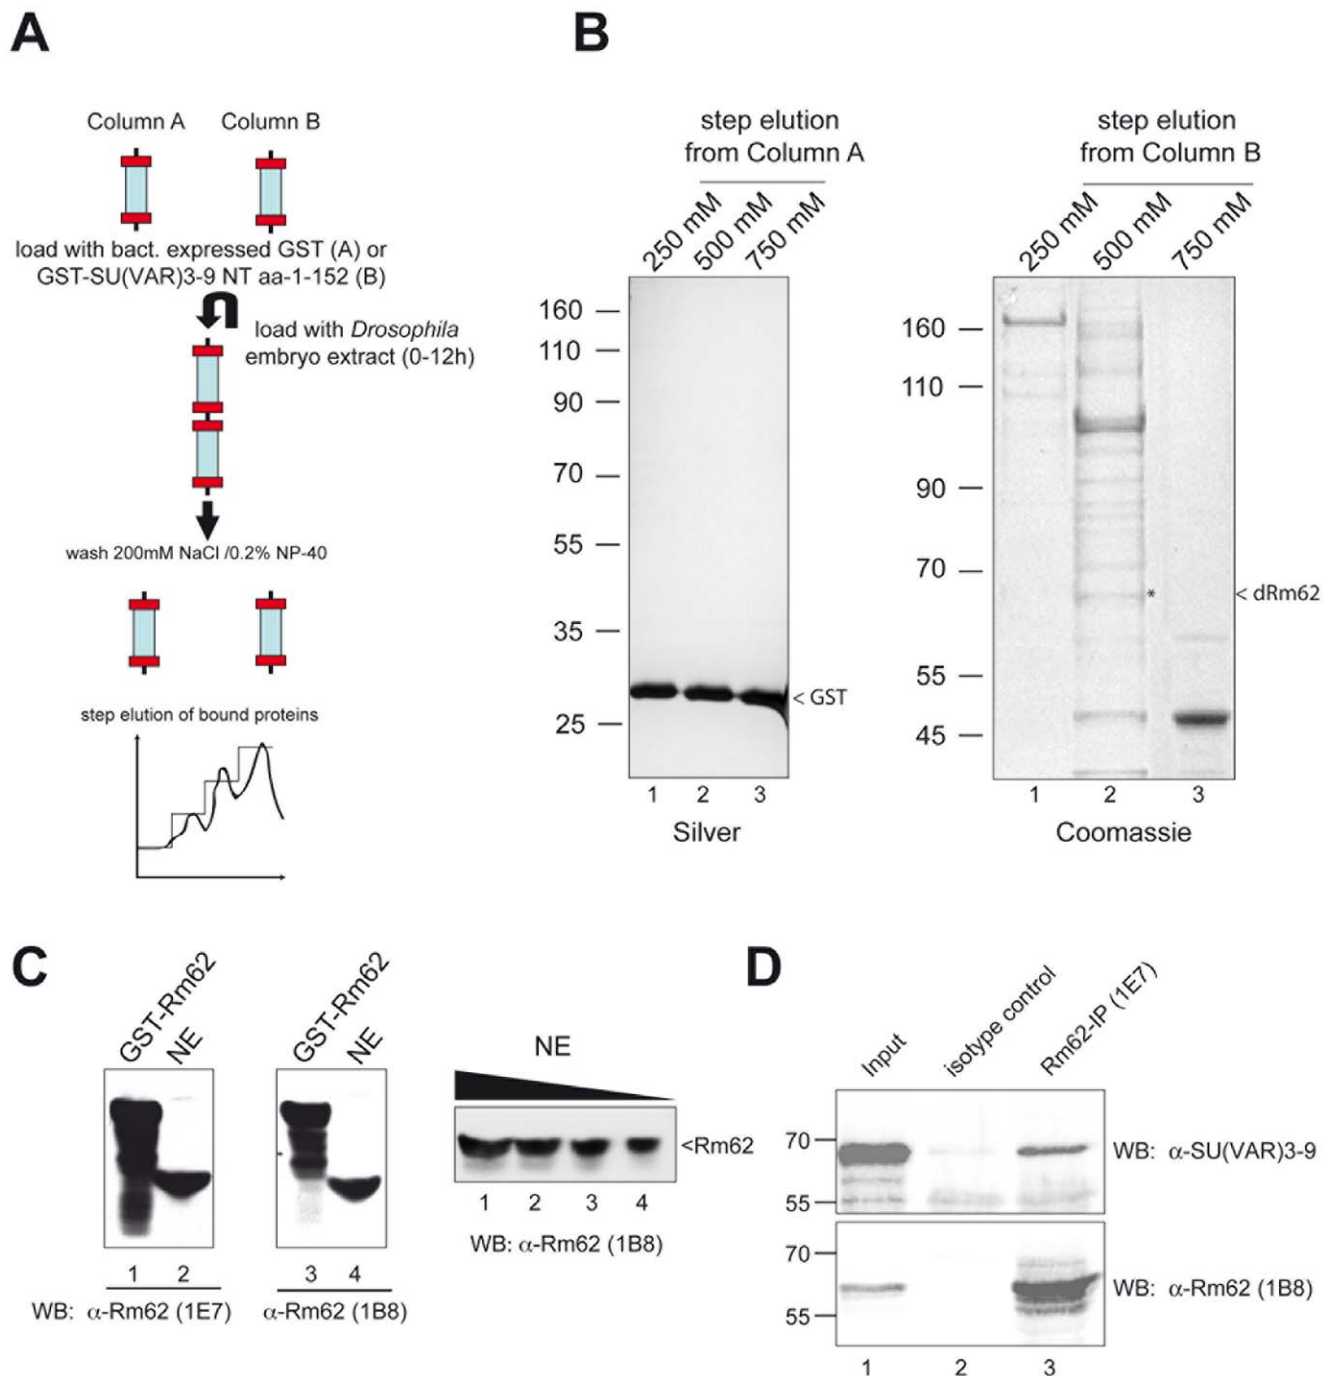 A
Column A
Column B
load with bact. expressed GST (A) or
GST-SU(VAR)3-9 NT aa-1-152 (B)
load with Drosophila
embryo extract (0-12h)
wash 200mM NaCl /0.2% NP-40
step elution of bound proteins
B
step elution
from Column A
250 mM
500 mM
750 mM
160
110
90
70
55
35
25
< GST
1 2 3
Silver
step elution
from Column B
250 mM
500 mM
750 mM
160
110
90
70
55
45
*
< dRm62
1 2 3
Coomassie
C
GST-Rm62
NE
GST-Rm62
NE
1 2
3 4
WB: α-Rm62 (1E7)
α-Rm62 (1B8)
NE
<Rm62
1 2 3 4
WB: α-Rm62 (1B8)
D
Input
isotype control
Rm62-IP (1E7)
70
55
WB: α-SU(VAR)3-9
70
55
WB: α-Rm62 (1B8)
1 2 3